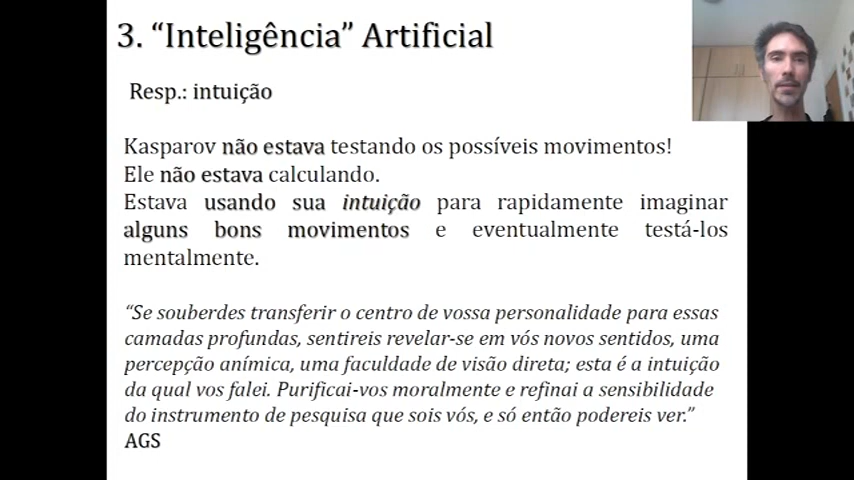 3. “Inteligência” Artificial
Resp.: intuição
Kasparov não estava testando os possíveis movimentos!
Ele não estava calculando.
Estava usando sua intuição para rapidamente imaginar
alguns bons movimentos e eventualmente testá-los
mentalmente.
“Se souberdes transferir o centro de vossa personalidade para essas
camadas profundas, sentireis revelar-se em vós novos sentidos, uma
percepção anímica, uma faculdade de visão direta; esta é a intuição
da qual vos falei. Purificai-vos moralmente e refinai a sensibilidade
do instrumento de pesquisa que sois vós, e só então podereis ver.”
AGS